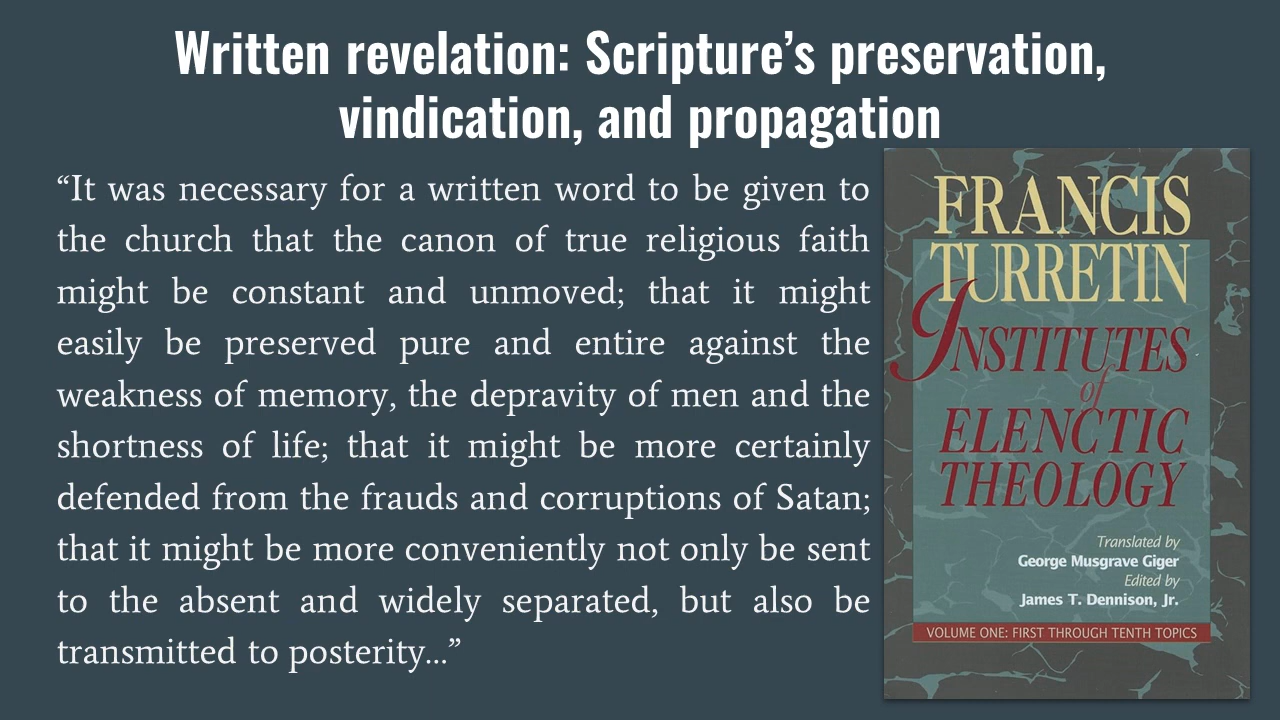 Written revelation: Scripture’s preservation,
vindication, and propagation
“It was necessary for a written word to be given to
the church that the canon of true religious faith
might be constant and unmoved; that it might
easily be preserved pure and entire against the
weakness of memory, the depravity of men and the
shortness of life; that it might be more certainly
defended from the frauds and corruptions of Satan;
that it might be more conveniently not only be sent
to the absent and widely separated, but also be
transmitted to posterity...”
FRANCIS
TURRETIN
INSTITUTES
of
ELENCTIC
THEOLOGY
Translated by
George Musgrave Giger
Edited by
James T. Dennison, Jr.
VOLUME ONE: FIRST THROUGH TENTH TOPICS